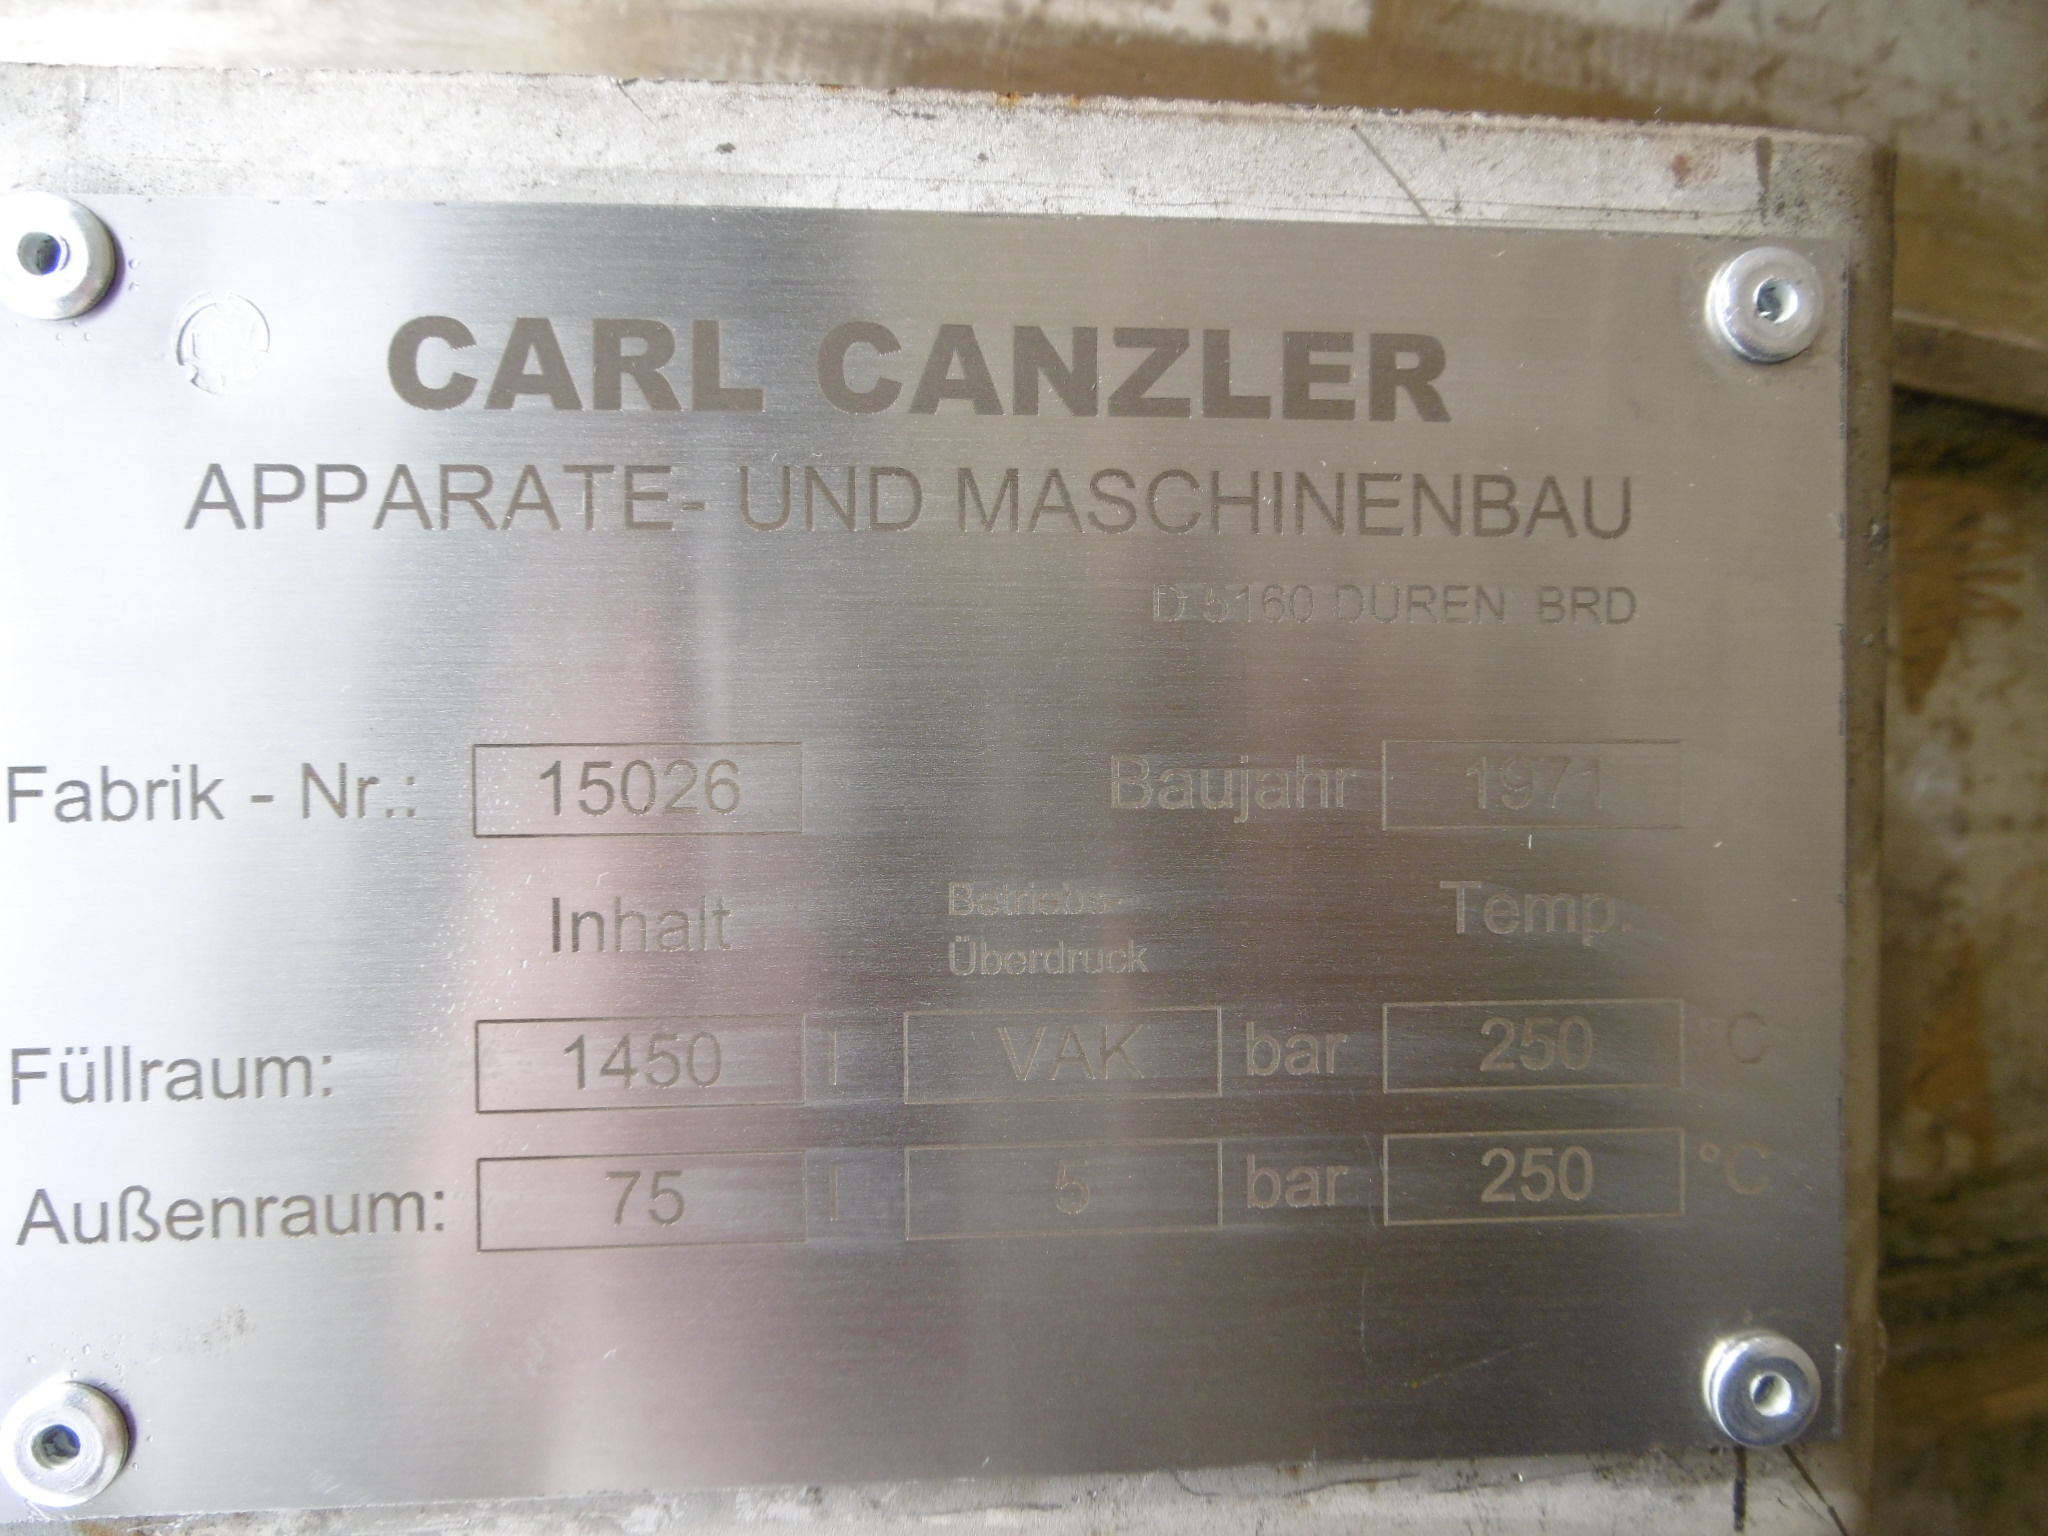 CARL CANZLER
APPARATE- UND MASCHINENBAU
D 5160 DÜREN BRD
Fabrik - Nr.: 15026 Baujahr 1971
Inhalt Betriebs- Temp.
Überdruck
Füllraum: 1450 l VAK bar 250 °C
Außenraum: 75 l 5 bar 250 °C